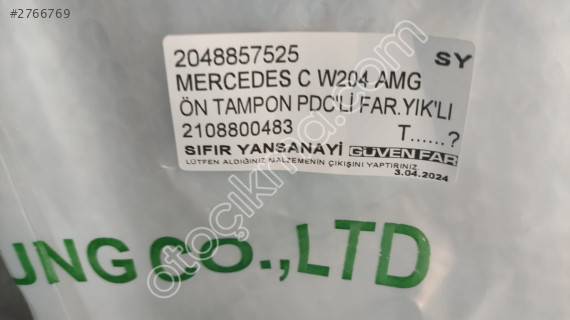 #2766769
2048857525 SY
MERCEDES C W204 AMG
ÖN TAMPON PDC'Lİ FAR.YIK'LI
2108800483 T......?
SIFIR YANSANAYİ GÜVEN FAR
LÜTFEN ALDIĞINIZ MALZEMENİN ÇIKIŞINI YAPTIRINIZ
3.04.2024
otoçıkma.com
UNG CO.,LTD